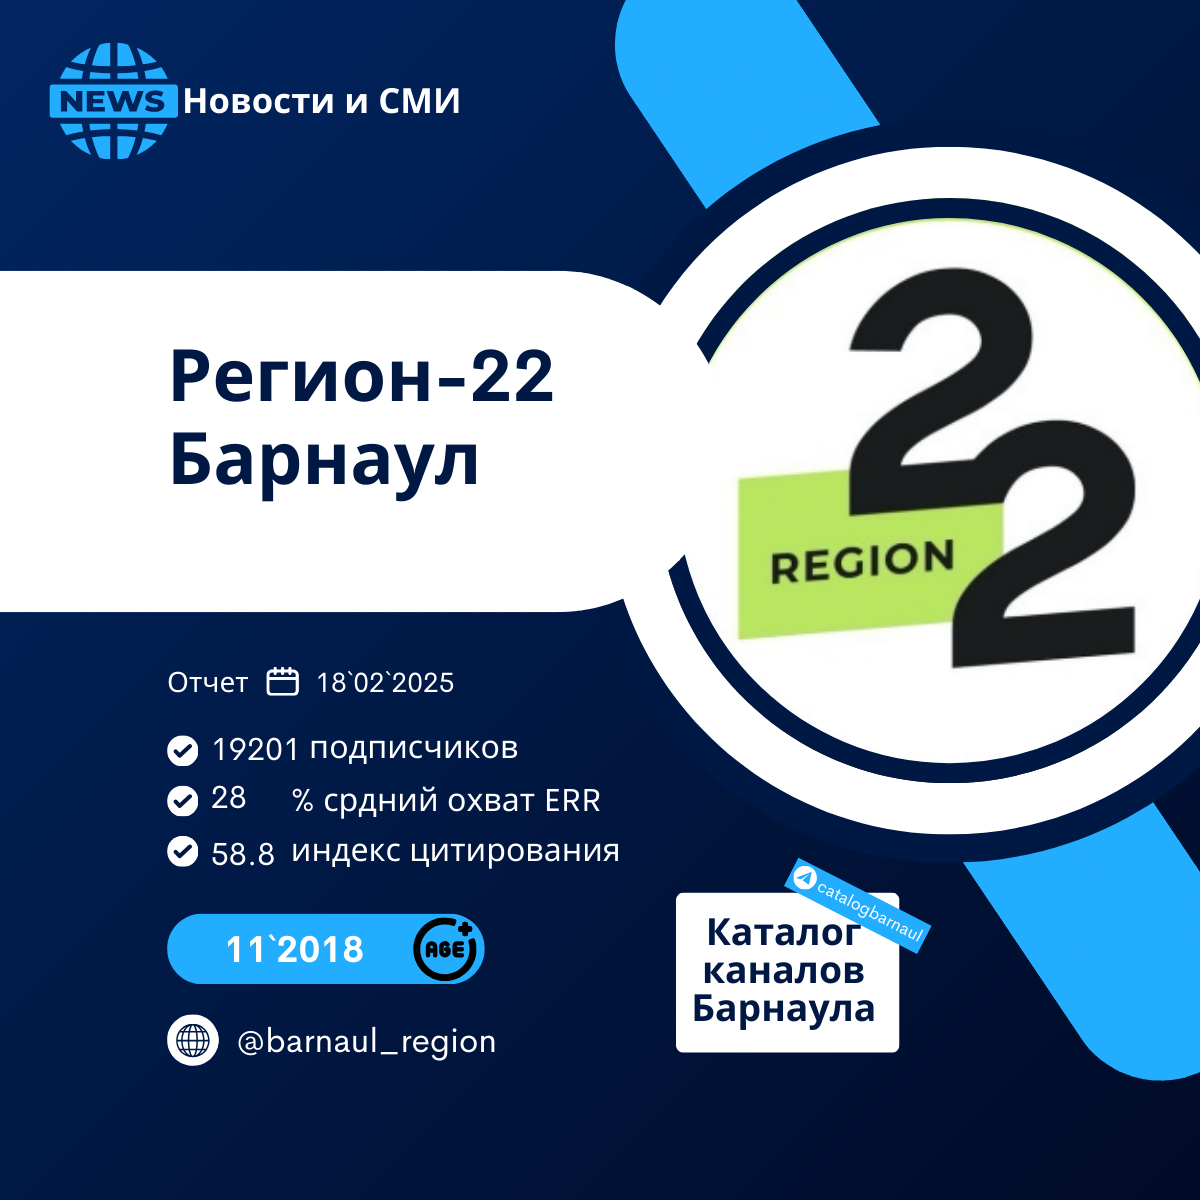 NEWS Новости и СМИ
Регион-22
Барнаул
22
REGION
Отчет 18`02`2025
19201 подписчиков
28 % срдний охват ERR
58.8 индекс цитирования
11`2018 AGE+
@barnaul_region
catalogbarnaul
Каталог
каналов
Барнаула